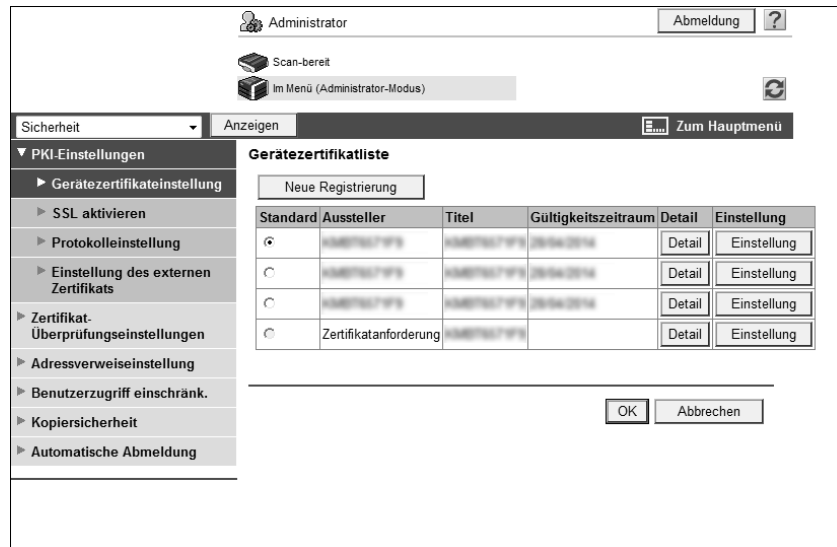 Administrator
Abmeldung
?
Scan-bereit
Im Menü (Administrator-Modus)
Sicherheit
Anzeigen
Zum Hauptmenü
PKI-Einstellungen
Gerätezertifikateinstellung
SSL aktivieren
Protokolleinstellung
Einstellung des externen
Zertifikats
Zertifikat-
Überprüfungseinstellungen
Adressverweiseinstellung
Benutzerzugriff einschränk.
Kopiersicherheit
Automatische Abmeldung
Gerätezertifikatliste
Neue Registrierung
Standard Aussteller Titel Gültigkeitszeitraum Detail Einstellung
Detail Einstellung
Detail Einstellung
Detail Einstellung
Zertifikatanforderung Detail Einstellung
OK Abbrechen